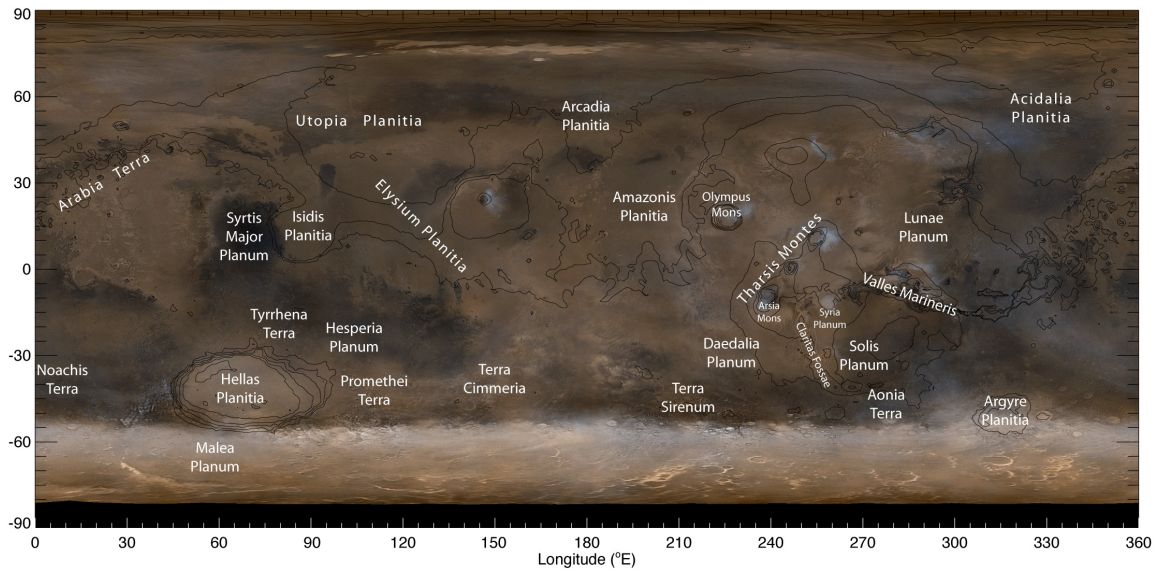 90
60
30
0
-30
-60
-90
Utopia Planitia
Arcadia
Planitia
Acidalia
Planitia
Arabia Terra
Elysium Planitia
Syrtis
Major
Planum
Isidis
Planitia
Amazonis
Planitia
Olympus
Mons
Tharsis Montes
Lunae
Planum
Valles Marineris
Arsia
Mons
Syria
Planum
Claritas Fossae
Tyrrhena
Terra
Hesperia
Planum
Daedalia
Planum
Solis
Planum
Noachis
Terra
Hellas
Planitia
Promethei
Terra
Terra
Cimmeria
Terra
Sirenum
Aonia
Terra
Argyre
Planitia
Malea
Planum
0 30 60 90 120 150 180 210 240 270 300 330 360
Longitude (°E)